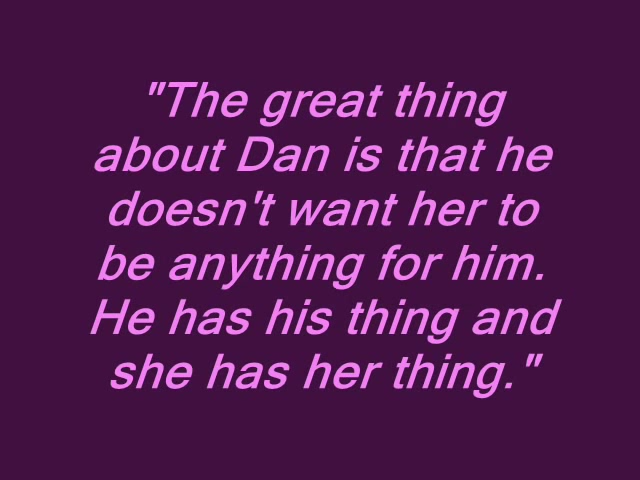 "The great thing
about Dan is that he
doesn't want her to
be anything for him.
He has his thing and
she has her thing."